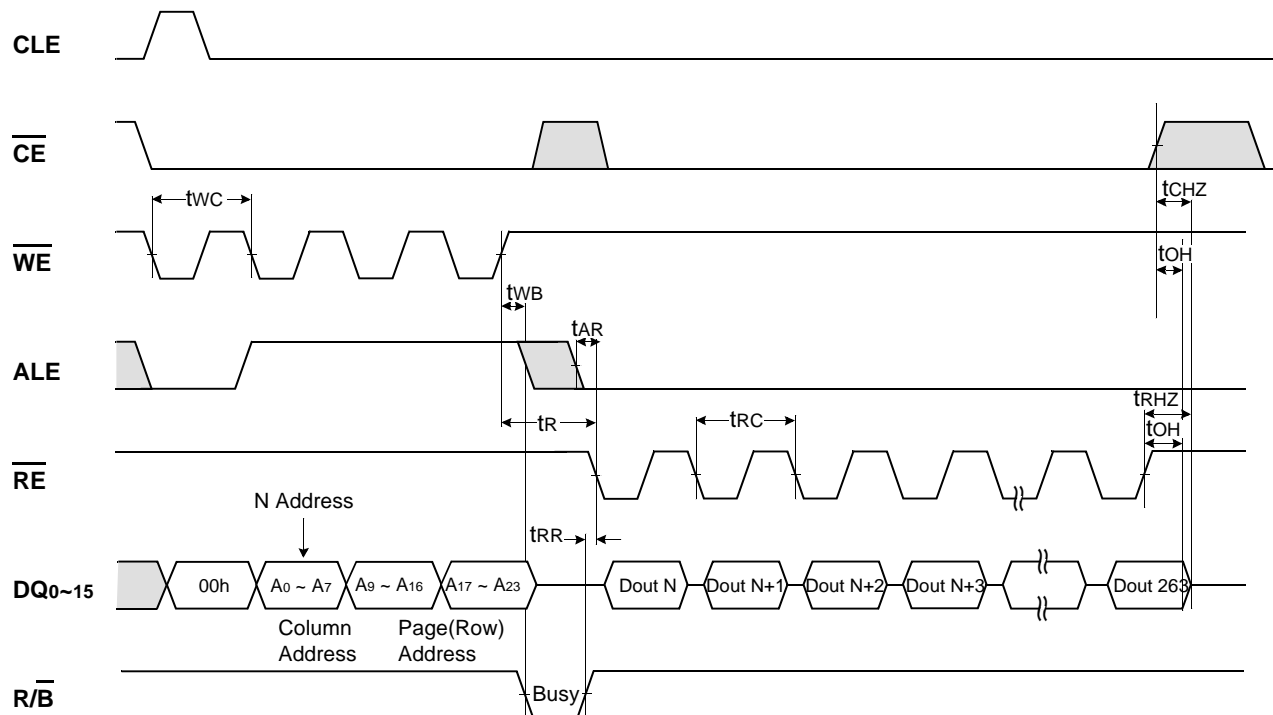 CLE
CE
tCHZ
tWC
WE
tOH
tWB
tAR
ALE
tRHZ
tR
tRC
tOH
RE
N Address
tRR
DQ0~15
00h
A0 ~ A7
A9 ~ A16
A17 ~ A23
Dout N
Dout N+1
Dout N+2
Dout N+3
Dout 263
Column
Address
Page(Row)
Address
R/B
Busy